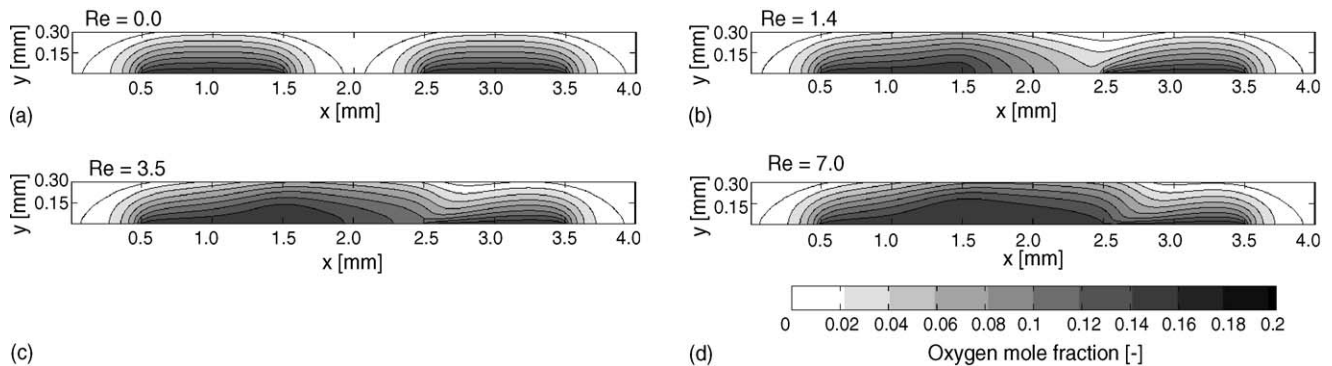 Re = 0.0
y [mm]
0.30
0.15
0.5 1.0 1.5 2.0 2.5 3.0 3.5 4.0
x [mm]
(a)
Re = 1.4
y [mm]
0.30
0.15
0.5 1.0 1.5 2.0 2.5 3.0 3.5 4.0
x [mm]
(b)
Re = 3.5
y [mm]
0.30
0.15
0.5 1.0 1.5 2.0 2.5 3.0 3.5 4.0
x [mm]
(c)
Re = 7.0
y [mm]
0.30
0.15
0.5 1.0 1.5 2.0 2.5 3.0 3.5 4.0
x [mm]
0 0.02 0.04 0.06 0.08 0.1 0.12 0.14 0.16 0.18 0.2
Oxygen mole fraction [-]
(d)